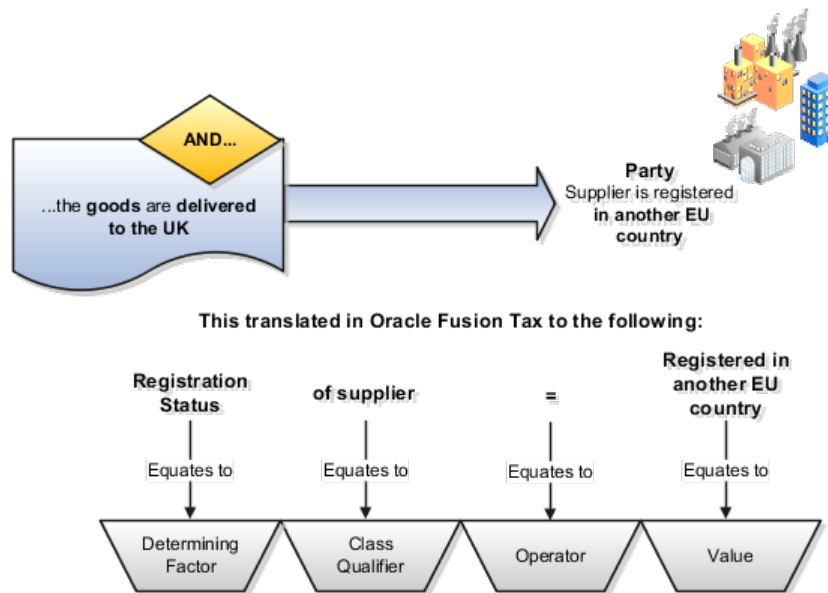 AND...
...the goods are delivered
to the UK
Party
Supplier is registered
in another EU
country
This translated in Oracle Fusion Tax to the following:
Registration
Status
of supplier
=
Registered in
another EU
country
Equates to
Equates to
Equates to
Equates to
Determining
Factor
Class
Qualifier
Operator
Value